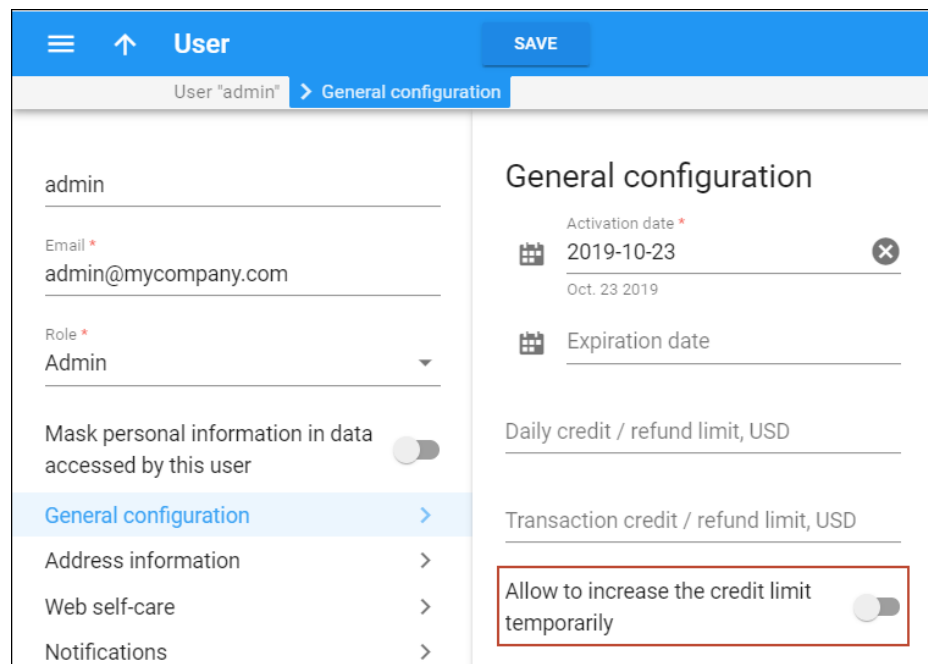 User
SAVE
User "admin"
General configuration
admin
Email *
admin@mycompany.com
Role *
Admin
Mask personal information in data
accessed by this user
General configuration
Address information
Web self-care
Notifications
General configuration
Activation date *
2019-10-23
Oct. 23 2019
Expiration date
Daily credit / refund limit, USD
Transaction credit / refund limit, USD
Allow to increase the credit limit
temporarily